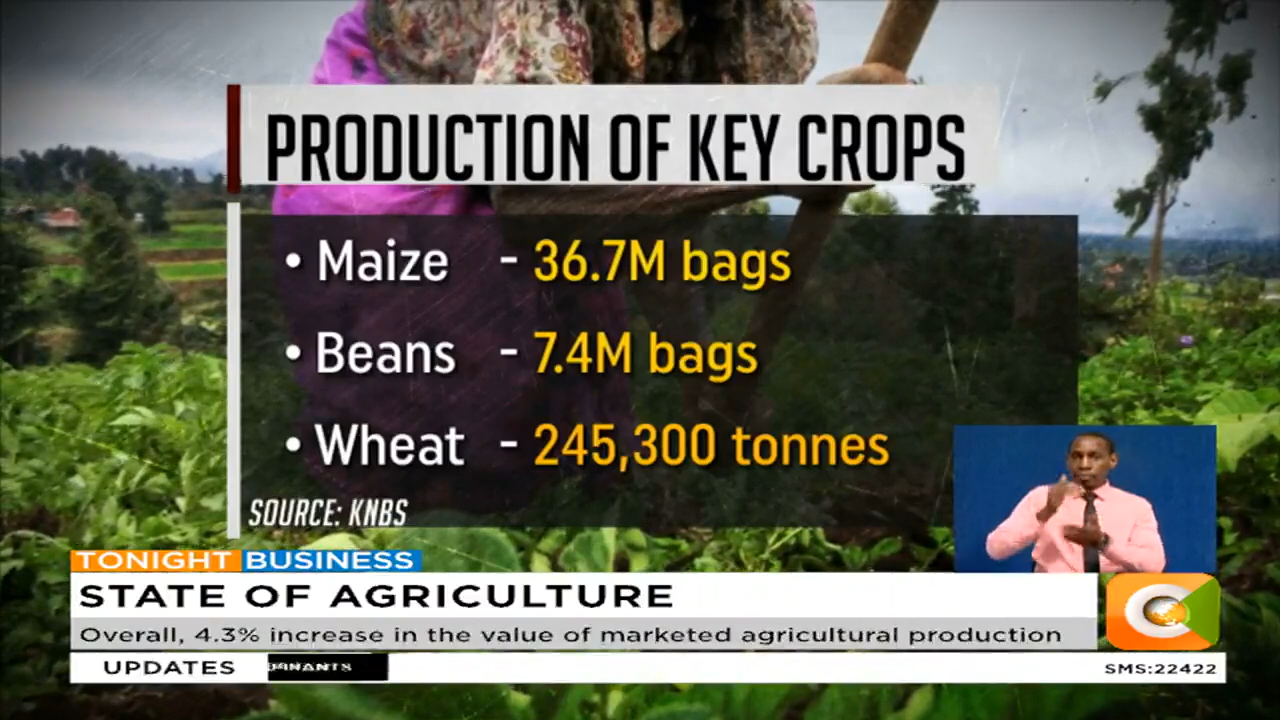 PRODUCTION OF KEY CROPS
• Maize - 36.7M bags
• Beans - 7.4M bags
• Wheat - 245,300 tonnes
SOURCE: KNBS
TONIGHT BUSINESS
STATE OF AGRICULTURE
Overall, 4.3% increase in the value of marketed agricultural production
UPDATES
SMS:22422